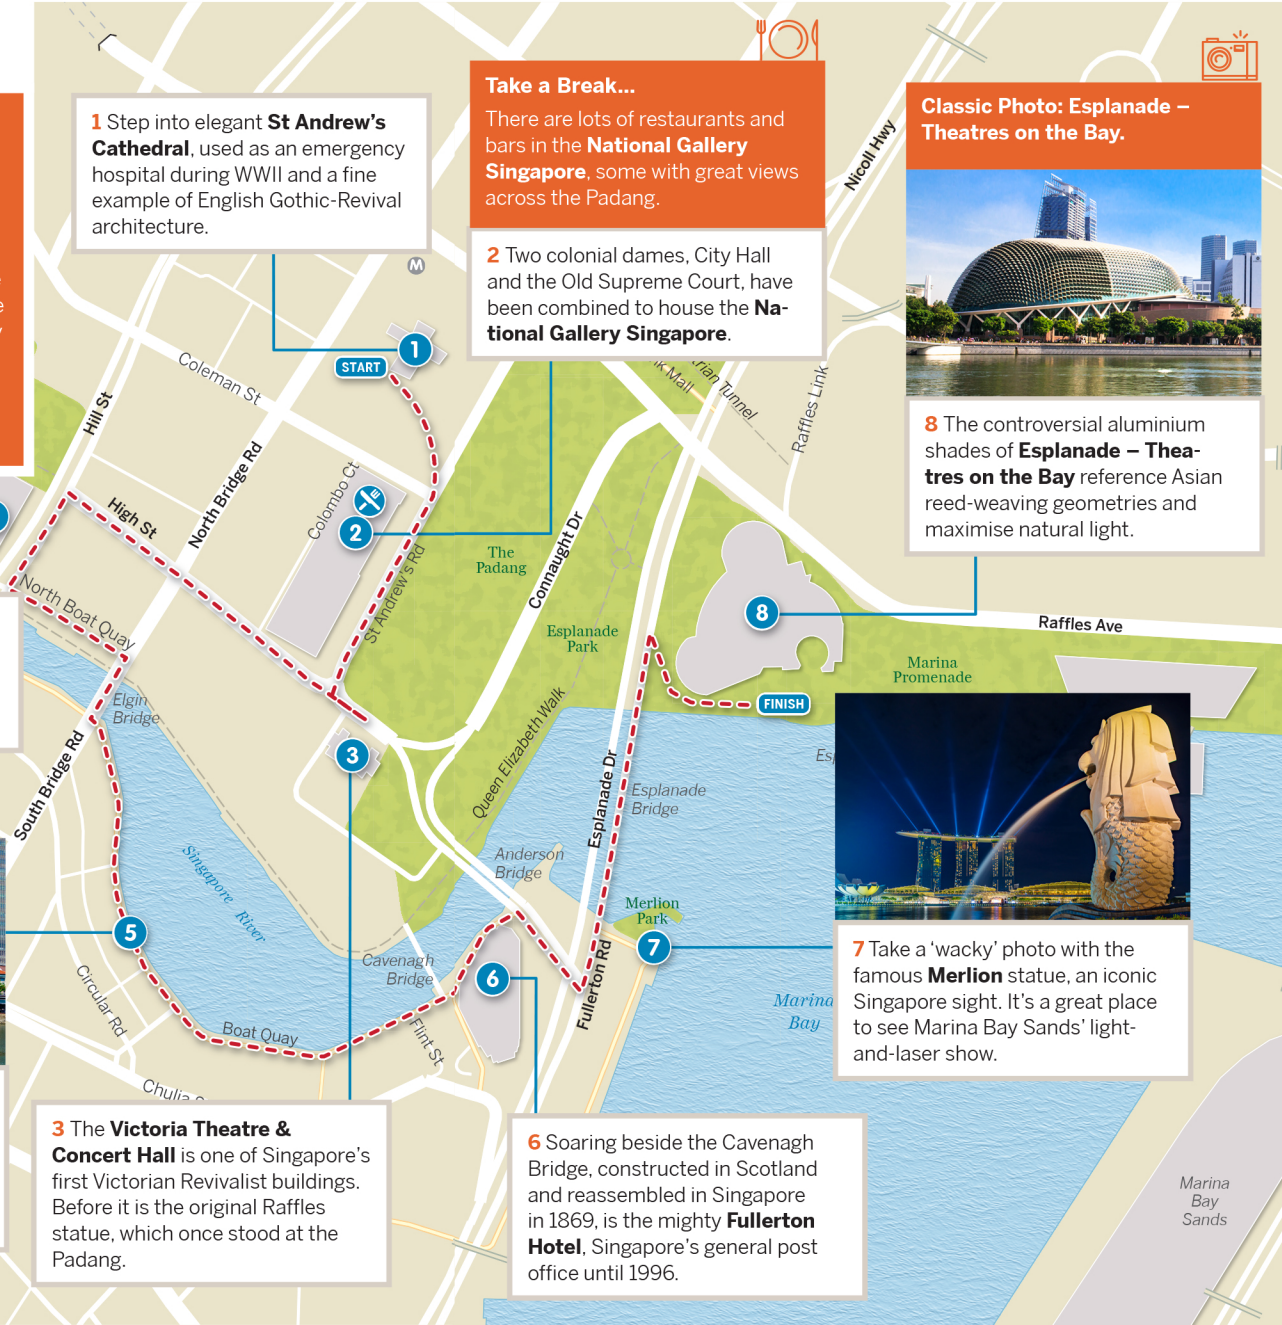 1 Step into elegant St Andrew’s
Cathedral, used as an emergency
hospital during WWII and a fine
example of English Gothic-Revival
architecture.
Take a Break...
There are lots of restaurants and
bars in the National Gallery
Singapore, some with great views
across the Padang.
2 Two colonial dames, City Hall
and the Old Supreme Court, have
been combined to house the Na-
tional Gallery Singapore.
Classic Photo: Esplanade –
Theatres on the Bay.
8 The controversial aluminium
shades of Esplanade – Thea-
tres on the Bay reference Asian
reed-weaving geometries and
maximise natural light.
Nicoll Hwy
M
1
START
Coleman St
Hill St
North Bridge Rd
Colombo Ct
High St
2
St Andrew's Rd
The
Padang
Connaught Dr
Raffles Link
Mall
Tunnel
Esplanade
Park
8
Raffles Ave
Marina
Promenade
FINISH
North Boat Quay
Elgin
Bridge
South Bridge Rd
3
Queen Elizabeth Walk
Esplanade Dr
Esplanade
Bridge
Anderson
Bridge
Singapore River
Merlion
Park
7
5
Cavenagh
Bridge
6
Fullerton Rd
Marina
Bay
Circular Rd
Boat Quay
Flint St
Chulia
7 Take a ‘wacky’ photo with the
famous Merlion statue, an iconic
Singapore sight. It’s a great place
to see Marina Bay Sands’ light-
and-laser show.
3 The Victoria Theatre &
Concert Hall is one of Singapore’s
first Victorian Revivalist buildings.
Before it is the original Raffles
statue, which once stood at the
Padang.
6 Soaring beside the Cavenagh
Bridge, constructed in Scotland
and reassembled in Singapore
in 1869, is the mighty Fullerton
Hotel, Singapore’s general post
office until 1996.
Marina
Bay
Sands